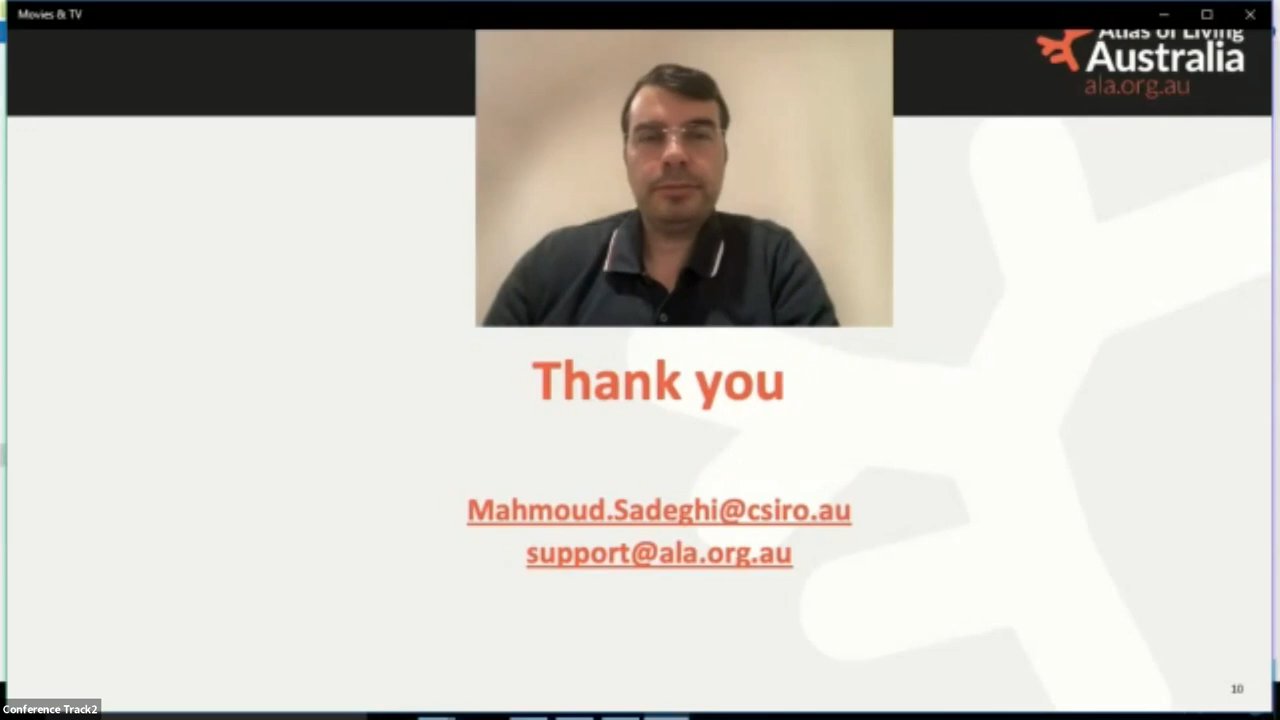 Movies & TV
Atlas of Living
Australia
ala.org.au
Thank you
Mahmoud.Sadeghi@csiro.au
support@ala.org.au
10
Conference Track2